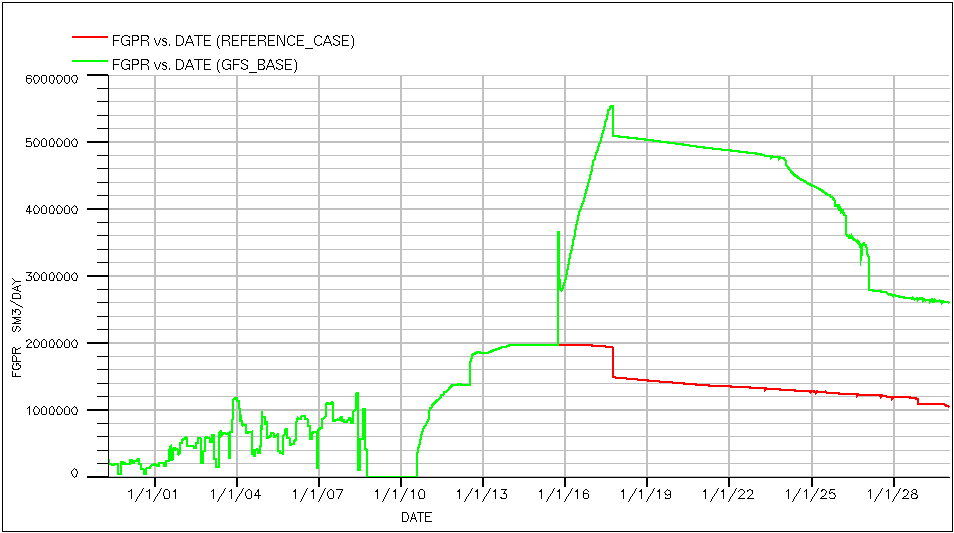 FGPR vs. DATE (REFERENCE_CASE)
FGPR vs. DATE (GFS_BASE)
6000000
5000000
4000000
3000000
2000000
1000000
0
FGPR SM3/DAY
1/1/01 1/1/04 1/1/07 1/1/10 1/1/13 1/1/16 1/1/19 1/1/22 1/1/25 1/1/28
DATE